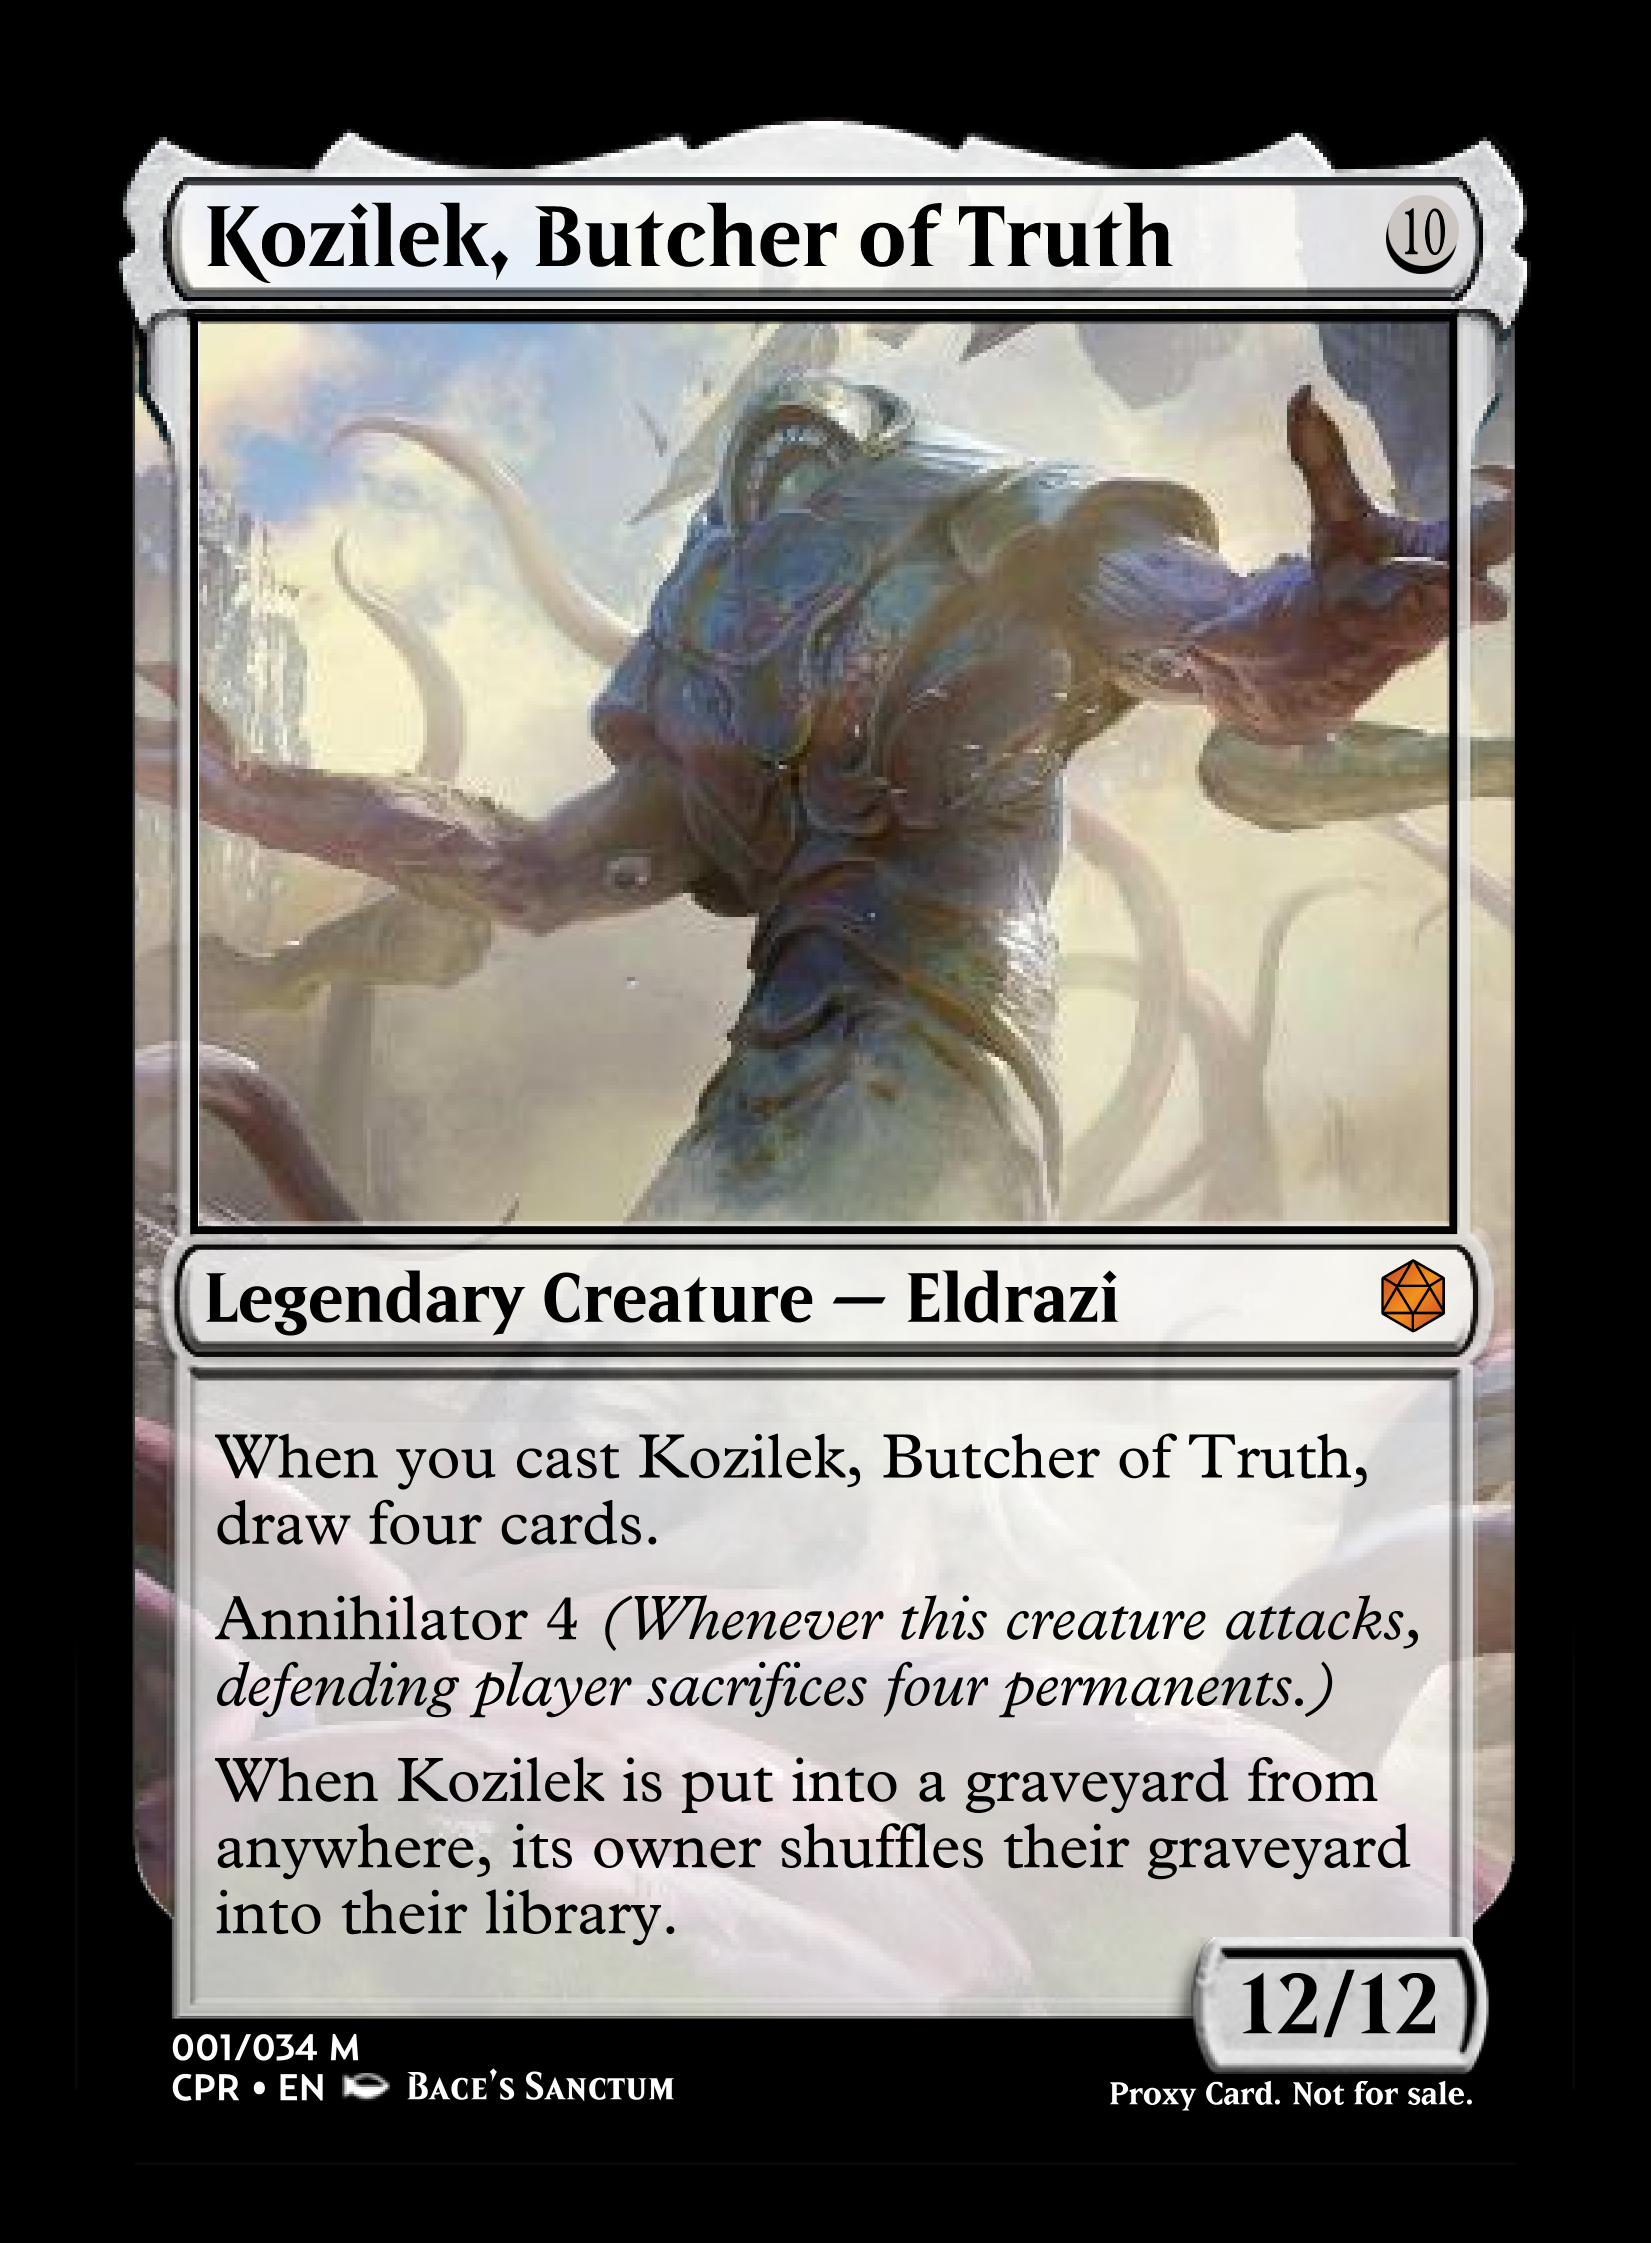 Kozilek, Butcher of Truth
10
Legendary Creature — Eldrazi
When you cast Kozilek, Butcher of Truth,
draw four cards.
Annihilator 4 (Whenever this creature attacks,
defending player sacrifices four permanents.)
When Kozilek is put into a graveyard from
anywhere, its owner shuffles their graveyard
into their library.
12/12
001/034 M
CPR • EN Bace's Sanctum
Proxy Card. Not for sale.